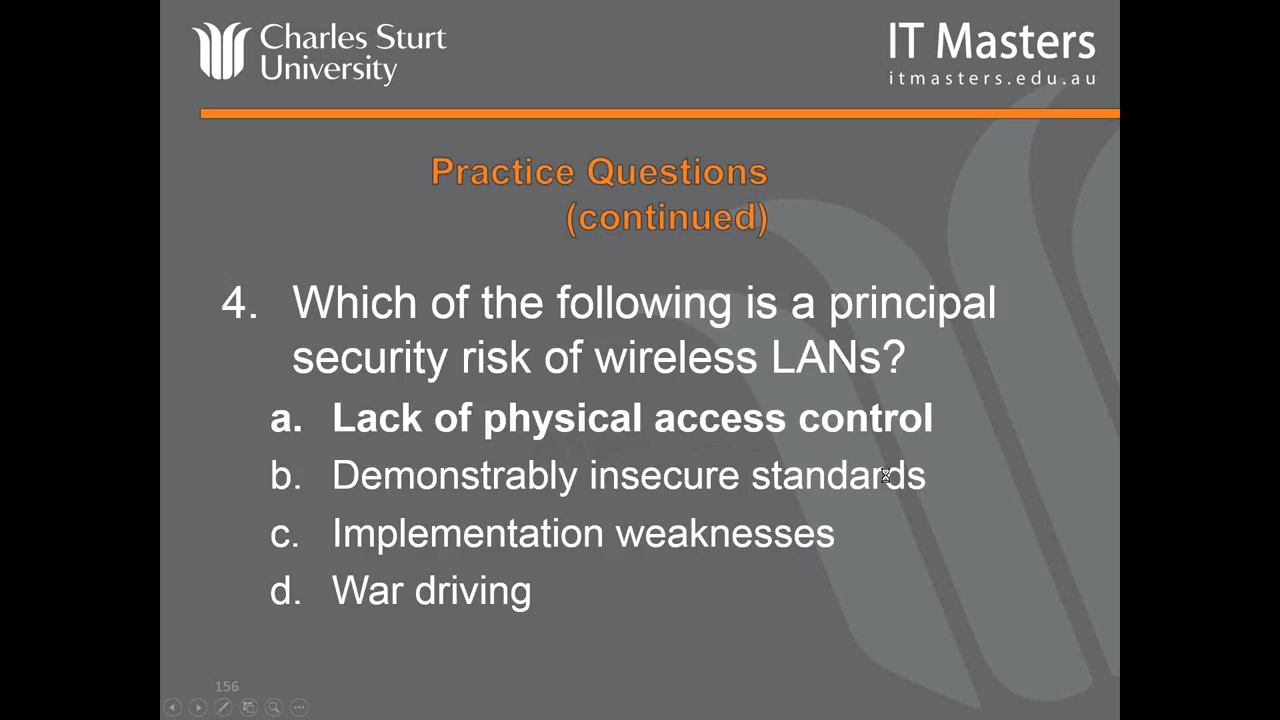 Charles Sturt
University
IT Masters
itmasters.edu.au
Practice Questions
(continued)
4. Which of the following is a principal
security risk of wireless LANs?
a. Lack of physical access control
b. Demonstrably insecure standards
c. Implementation weaknesses
d. War driving
156